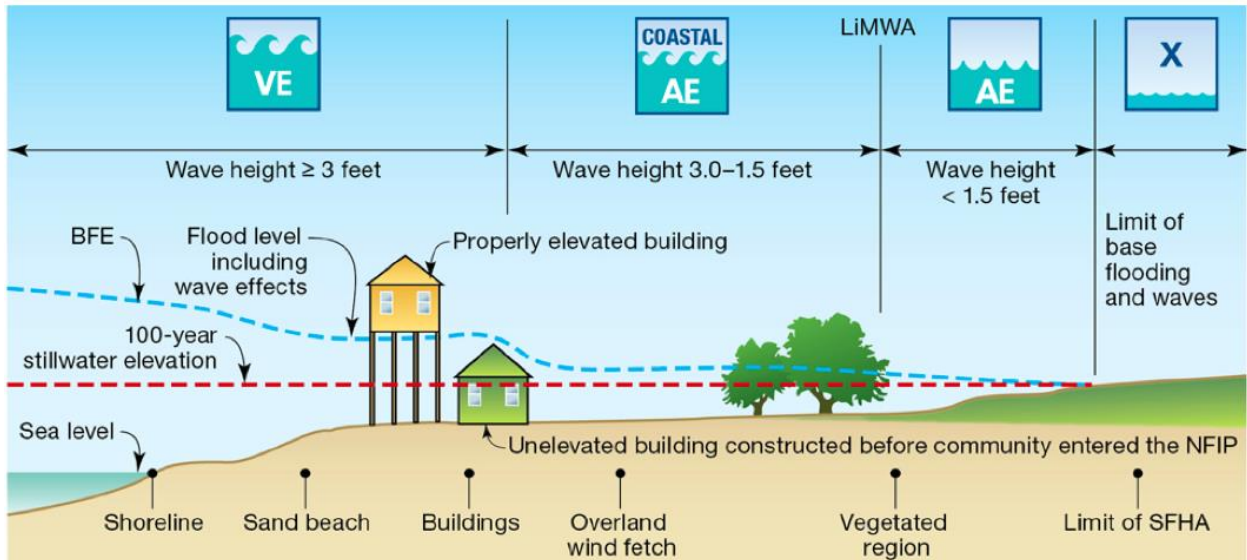 LiMWA
VE
COASTAL
AE
AE
X
Wave height ≥ 3 feet
Wave height 3.0–1.5 feet
Wave height
< 1.5 feet
BFE
Flood level
including
wave effects
Properly elevated building
Limit of
base
flooding
and waves
100-year
stillwater elevation
Sea level
Unelevated building constructed before community entered the NFIP
Shoreline
Sand beach
Buildings
Overland
wind fetch
Vegetated
region
Limit of SFHA